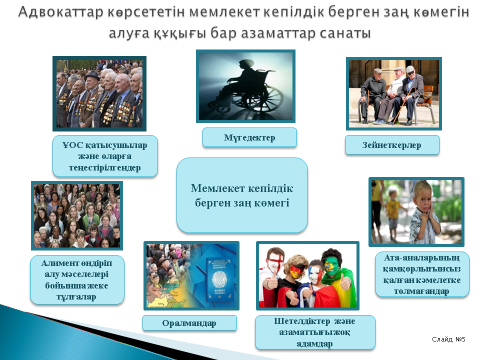 Адвокаттар көрсететін мемлекет кепілдік берген заң көмегін
алуға құқығы бар азаматтар санаты
ҰОС қатысушылар
және оларға
теңестірілгендер
Мүгедектер
Зейнеткерлер
Мемлекет кепілдік
берген заң көмегі
Алимент өндіріп
алу мәселелері
бойынша жеке
тұлғалар
Оралмандар
Шетелдіктер және
азаматтығы жоқ
адамдар
Ата-аналарының
қамқорлығынсыз
қалған кәмелетке
толмағандар
Слайд №5